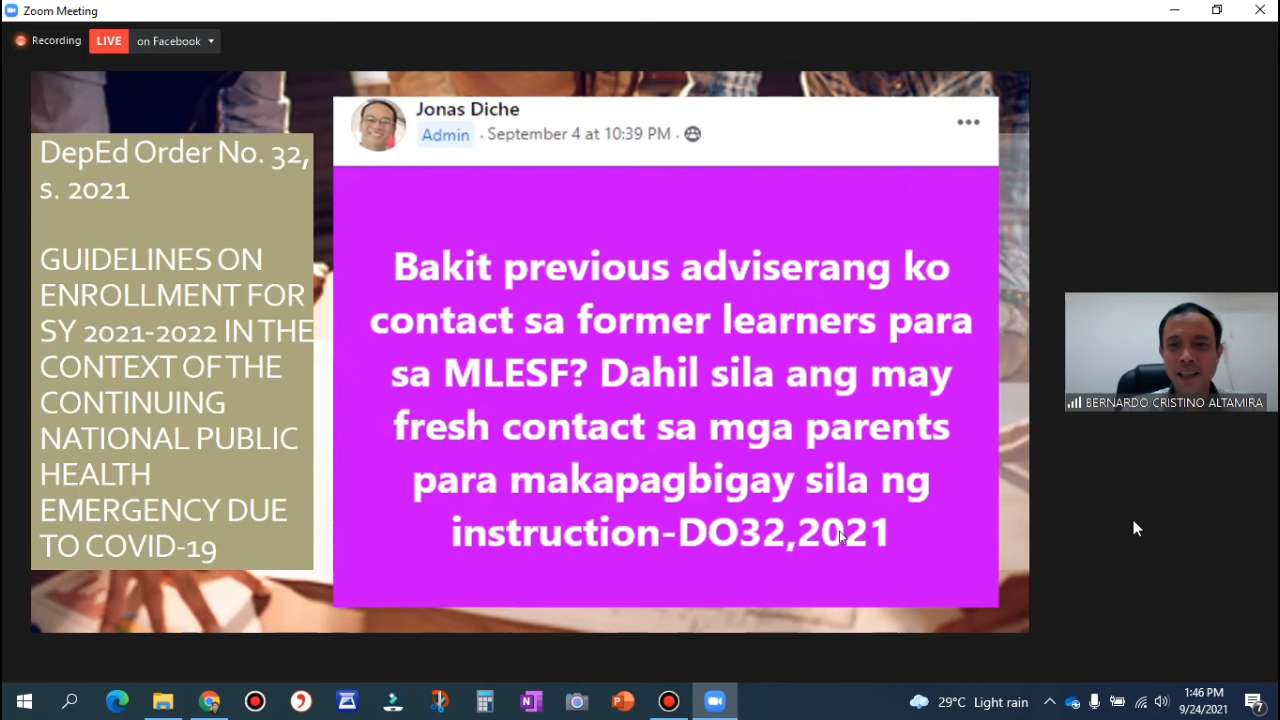 Zoom Meeting
Recording
LIVE
on Facebook
DepEd Order No. 32,
s. 2021
GUIDELINES ON
ENROLLMENT FOR
SY 2021-2022 IN THE
CONTEXT OF THE
CONTINUING
NATIONAL PUBLIC
HEALTH
EMERGENCY DUE
TO COVID-19
Jonas Diche
Admin · September 4 at 10:39 PM ·
Bakit previous adviserang ko
contact sa former learners para
sa MLESF? Dahil sila ang may
fresh contact sa mga parents
para makapagbigay sila ng
instruction-DO32,2021
BERNARDO CRISTINO ALTAMIRA
29°C Light rain
1:46 PM
9/24/2021
7